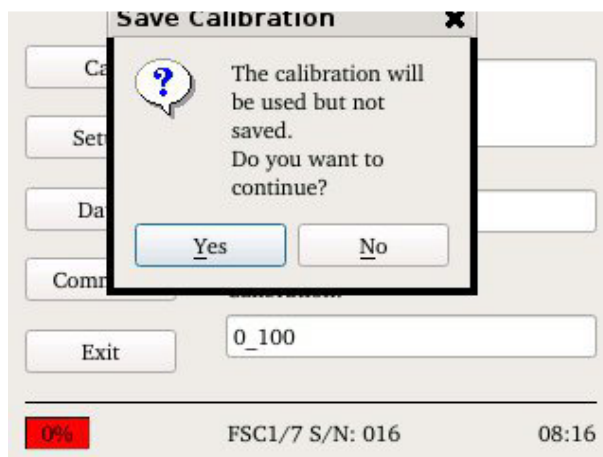 Save Calibration
The calibration will
be used but not
saved.
Do you want to
continue?
Yes
No
Exit
0_100
0%
FSC1/7 S/N: 016
08:16